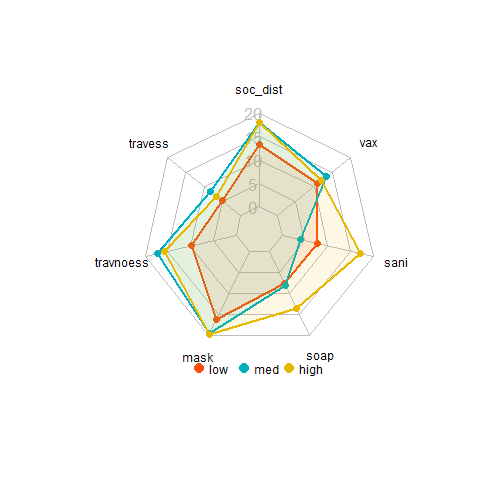 soc_dist
20
15
travess
vax
10
5
0
travnoess
sani
mask
soap
low med high